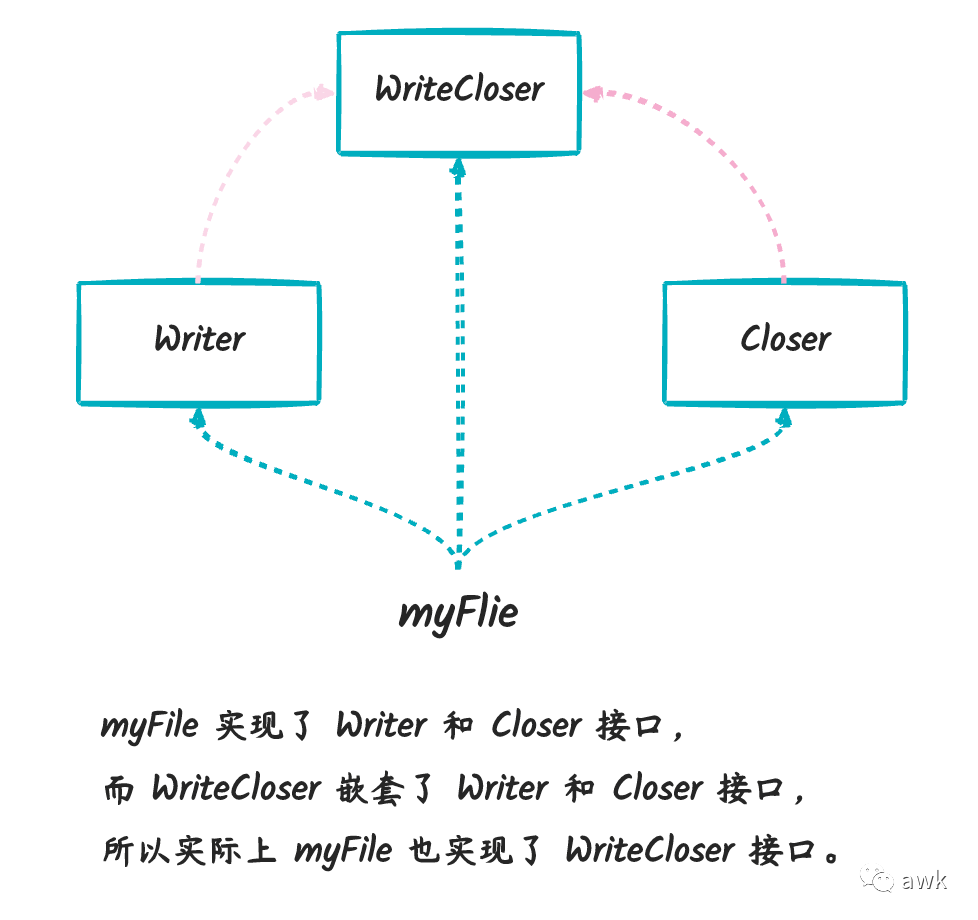 WriteCloser
Writer
Closer
myFlie
myFile 实现了 Writer 和 Closer 接口，
而 WriteCloser 嵌套了 Writer 和 Closer 接口，
所以实际上 myFile 也实现了 WriteCloser 接口。
awk